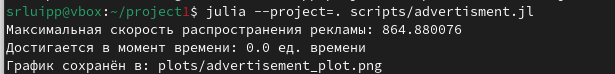 srluipp@vbox:~/project1$ julia --project=. scripts/advertisment.jl
Максимальная скорость распространения рекламы: 864.880076
Достигается в момент времени: 0.0 ед. времени
График сохранён в: plots/advertisement_plot.png